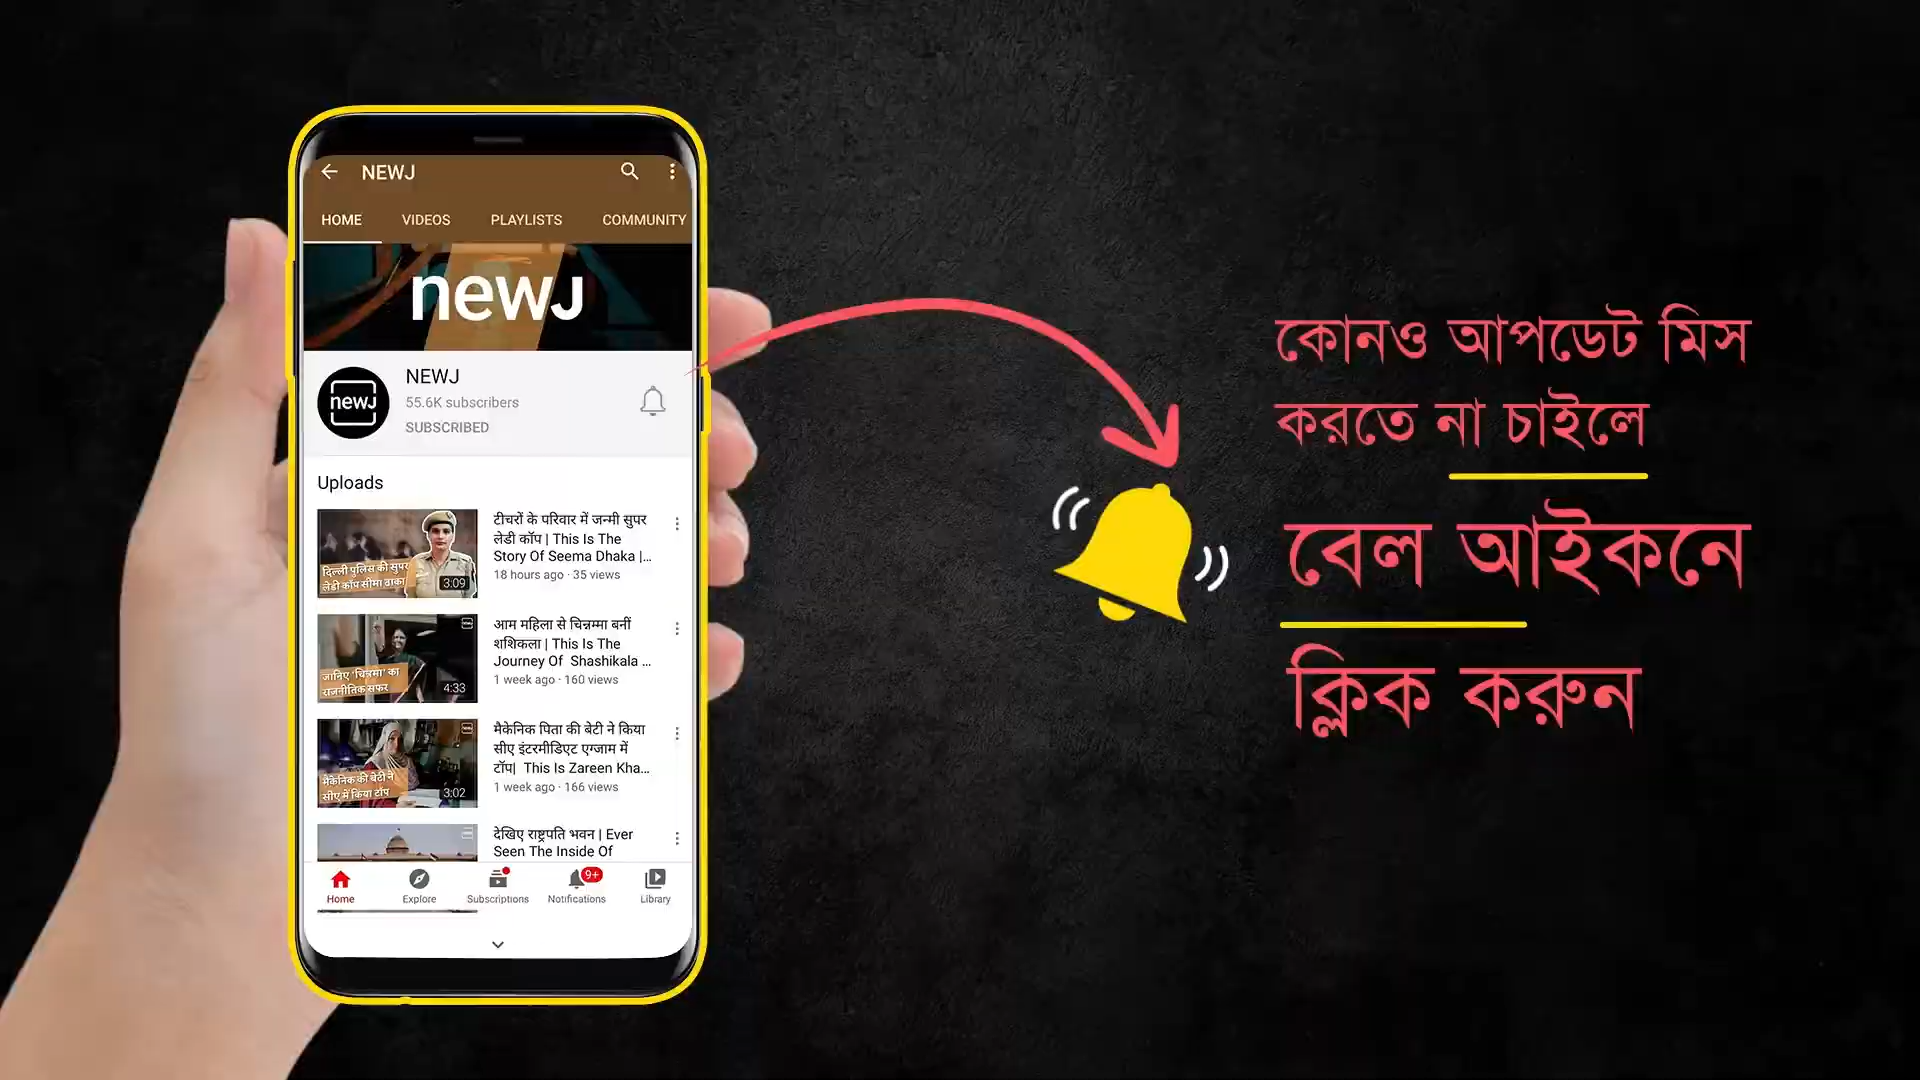 NEWJ
HOME VIDEOS PLAYLISTS COMMUNITY
newJ
newJ
NEWJ
55.6K subscribers
SUBSCRIBED
Uploads
दिल्ली पुलिस की सुपर
लेडी कॉप सीमा ढाका
3:09
टीचरों के परिवार में जन्मी सुपर
लेडी कॉप | This Is The
Story Of Seema Dhaka |...
18 hours ago · 35 views
जानिए 'चिन्नम्मा' का
राजनीतिक सफर
4:33
आम महिला से चिन्नम्मा बनीं
शशिकला | This Is The
Journey Of Shashikala ...
1 week ago · 160 views
मैकेनिक की बेटी ने
सीए में किया टॉप
3:02
मैकेनिक पिता की बेटी ने किया
सीए इंटरमीडिएट एग्जाम में
टॉप| This Is Zareen Kha...
1 week ago · 166 views
देखिए राष्ट्रपति भवन | Ever
Seen The Inside Of
9+
Home Explore Subscriptions Notifications Library
কোনও আপডেট মিস
করতে না চাইলে
বেল আইকনে
ক্লিক করুন